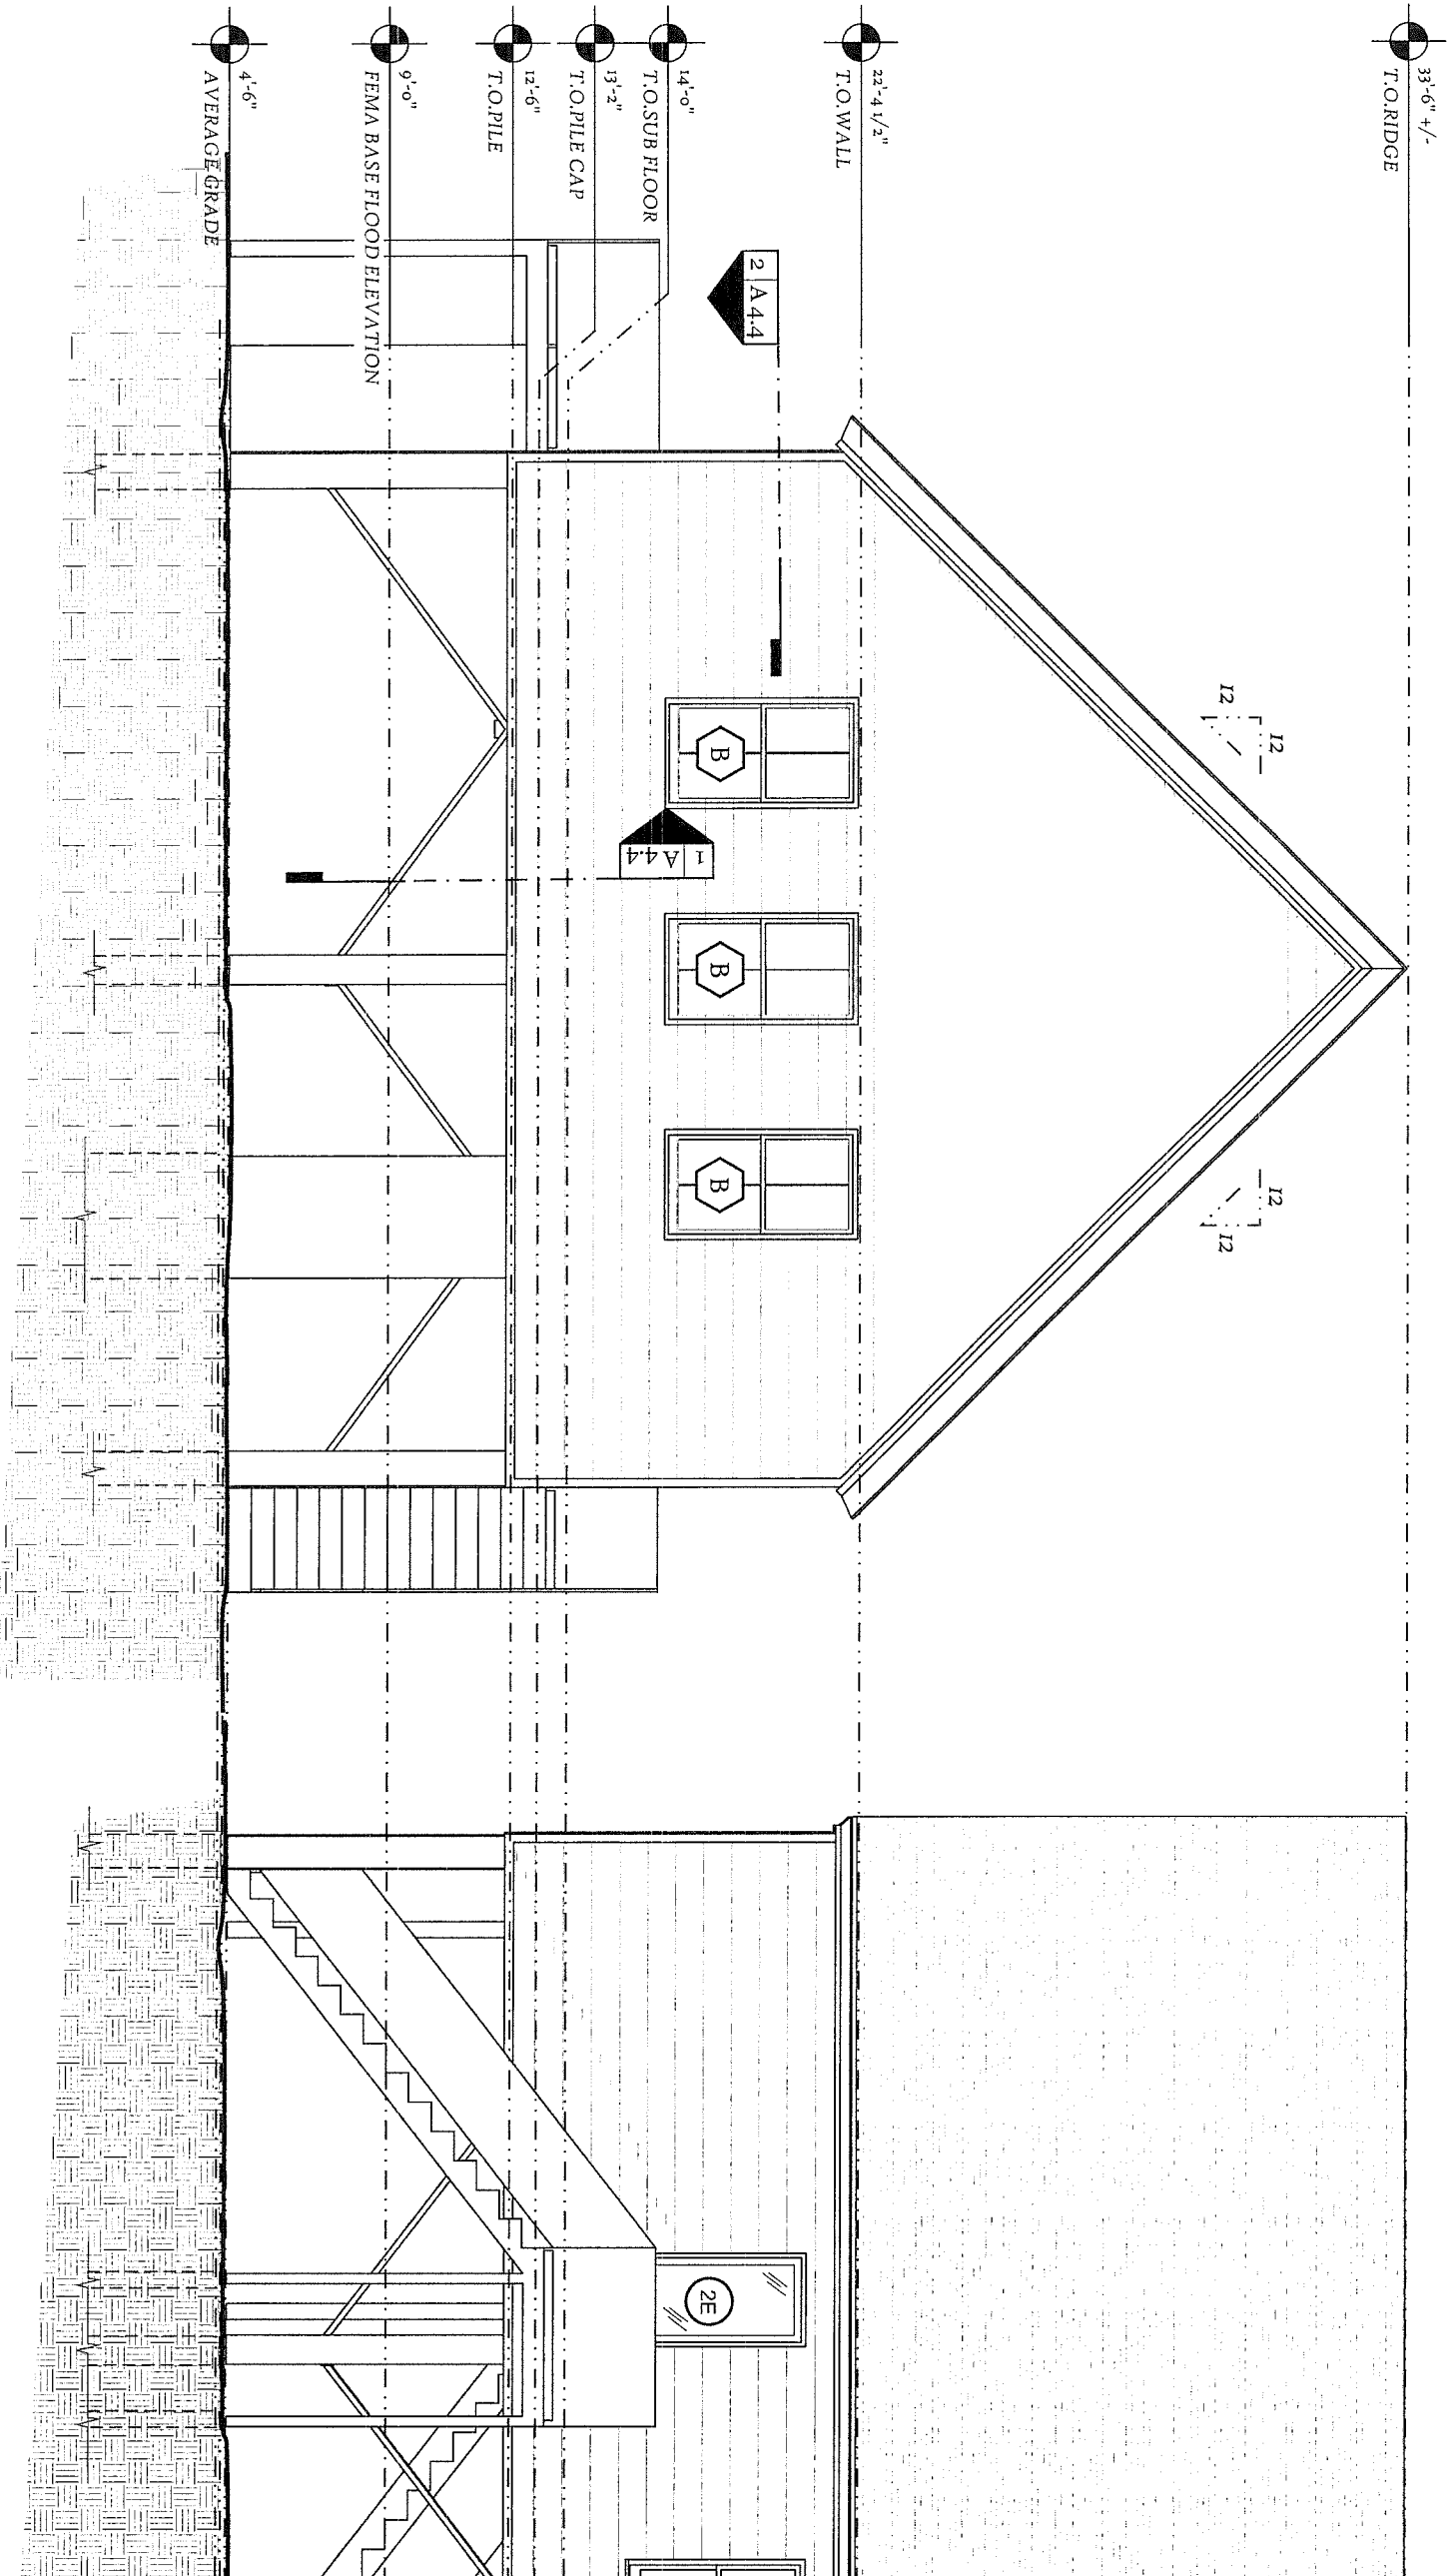 33'-6" +/-
T.O.RIDGE
22'-4 1/2"
T.O.WALL
14'-0"
T.O.SUB FLOOR
13'-2"
T.O.PILE CAP
12'-6"
T.O.PILE
9'-0"
FEMA BASE FLOOD ELEVATION
4'-6"
AVERAGE GRADE
2 A4.4
12
12
12
12
B
B
B
1 A4.4
2E